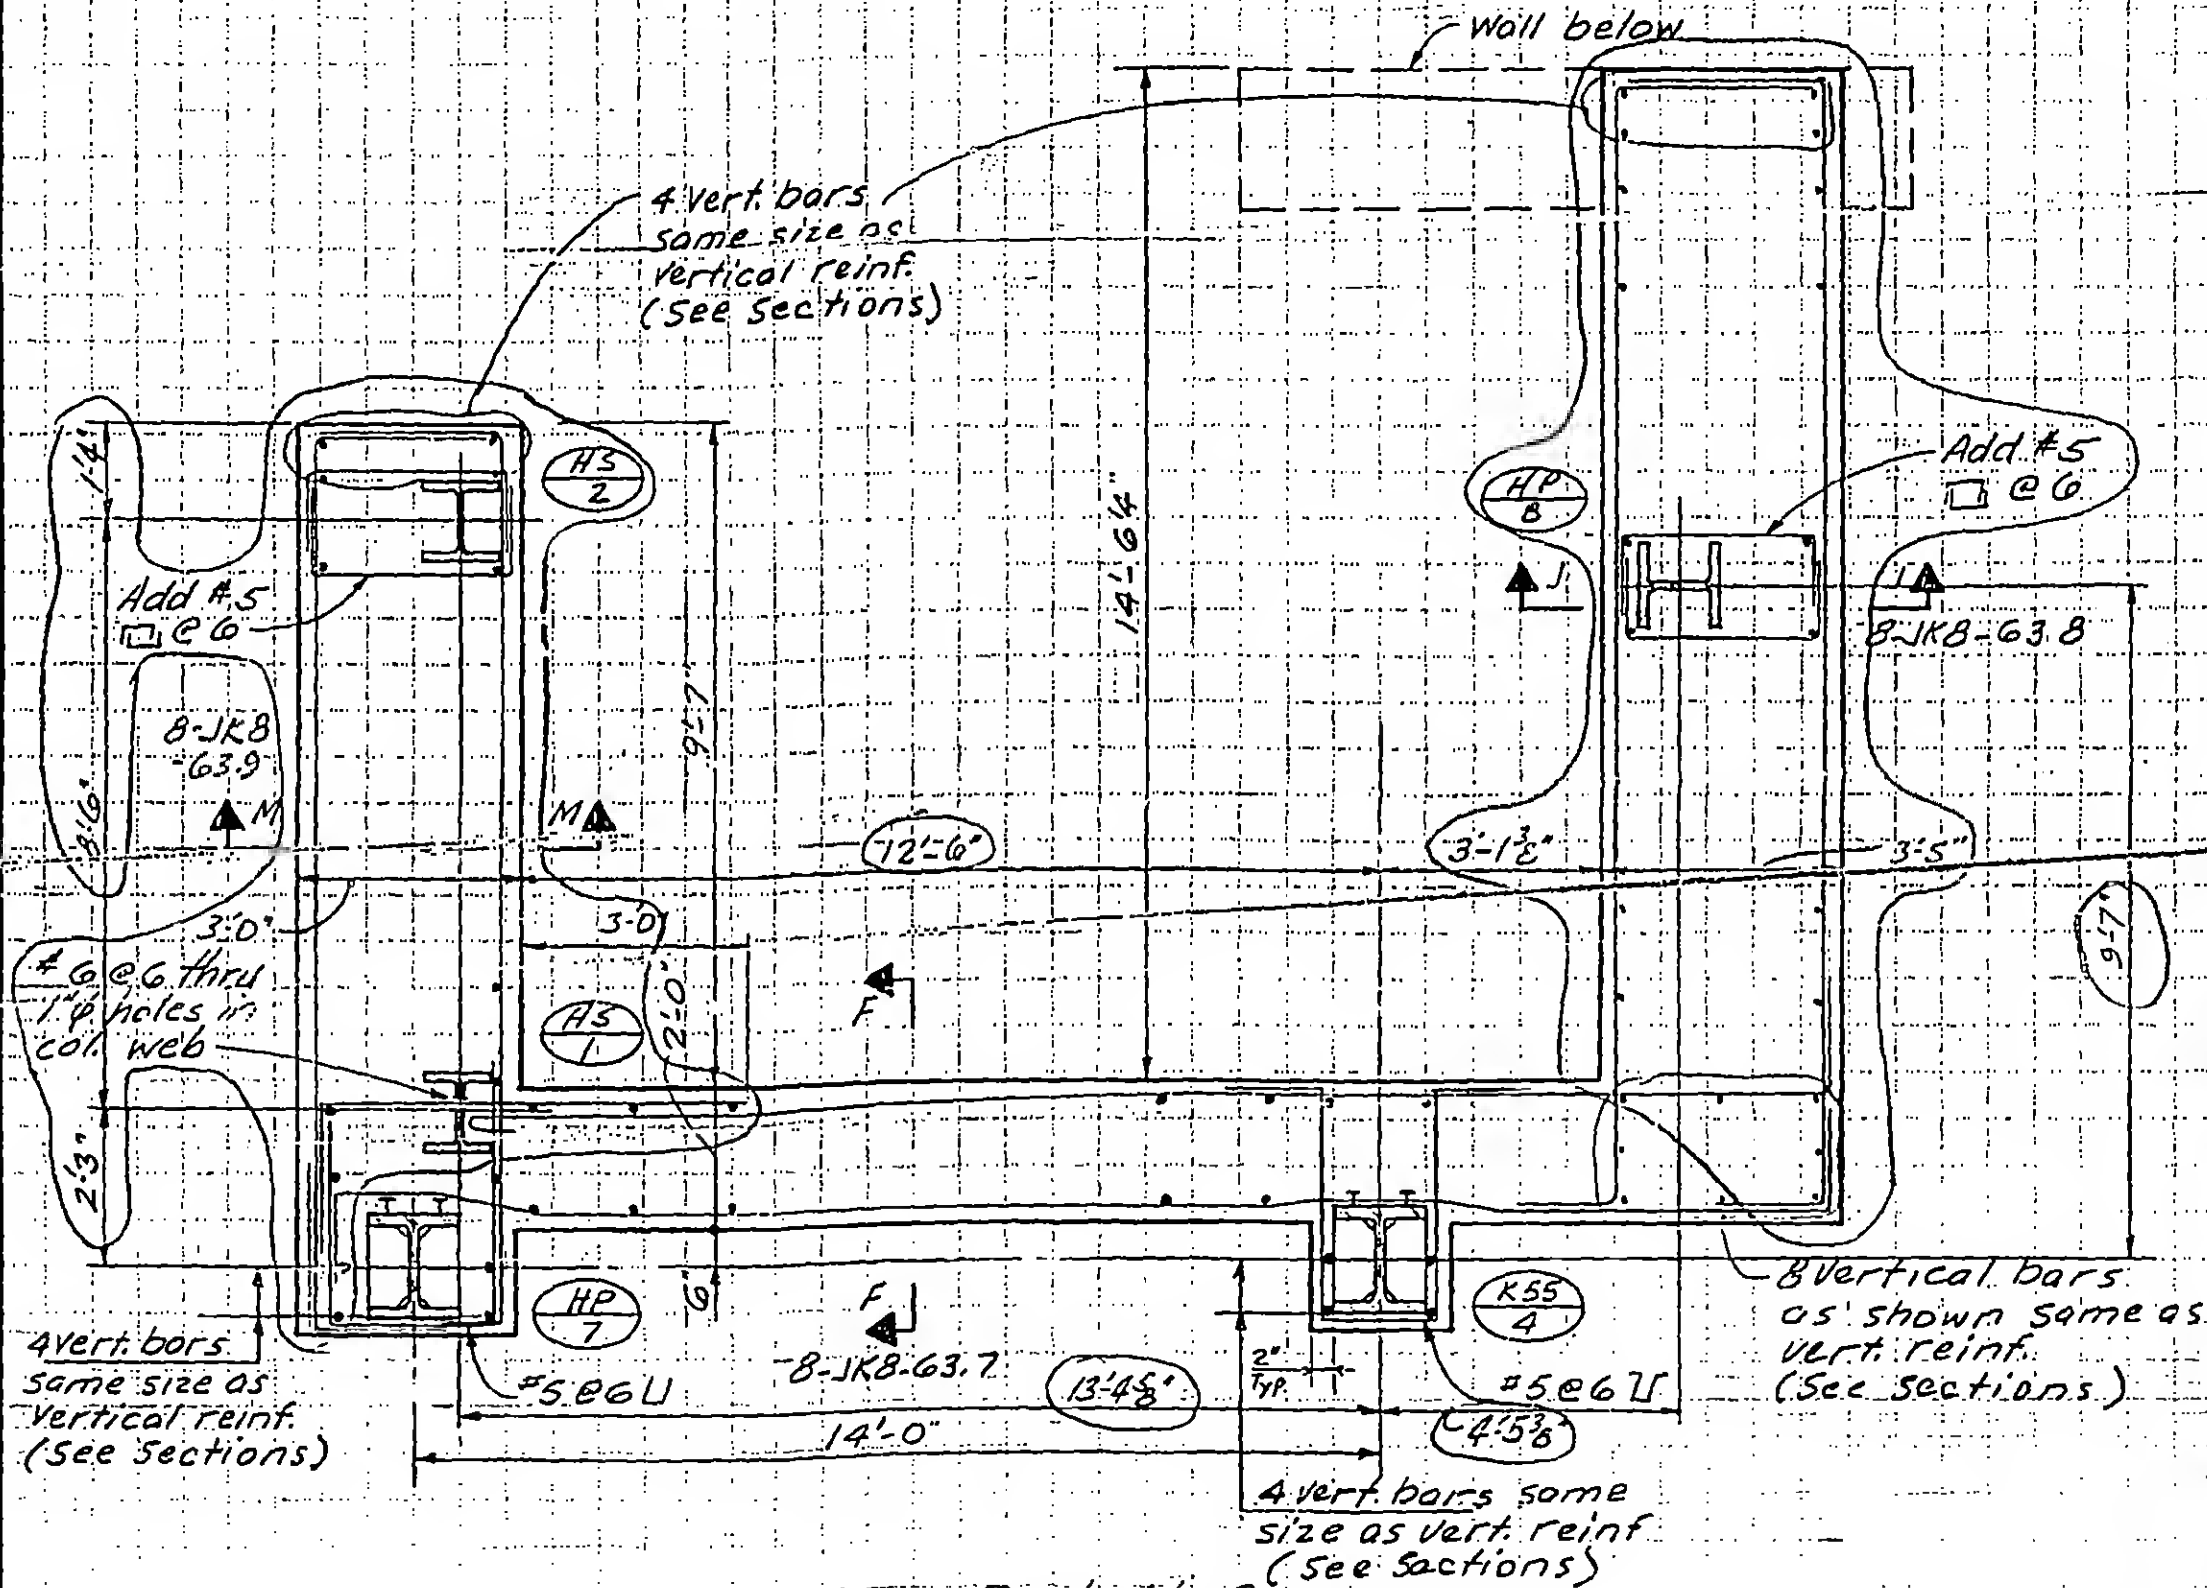 Wall below
4 vert. bars
same size as
vertical reinf.
(See sections)
1'-4"
HS
2
14'-6¼"
HP
8
Add #5
@ 6
Add #5
@ 6
J
J
8-JK8-63.8
8-JK8
-63.9
9'-7"
8'-6"
M
M
12'-6"
3'-1⅜"
3'-5"
3'-0"
3'-0"
9'-7"
#6@6 thru
1"φ holes in
col. web
HS
1
2'-0"
F
2'-3"
6"
HP
7
F
8-JK8-63.7
K55
4
2"
Typ.
8 Vertical bars
as shown same as
vert. reinf.
(See sections)
4 vert. bars
same size as
vertical reinf.
(See sections)
#5@6
13'-4⅝"
#5@6
14'-0"
4'-5⅜"
4 vert. bars same
size as vert. reinf
(See Sections)